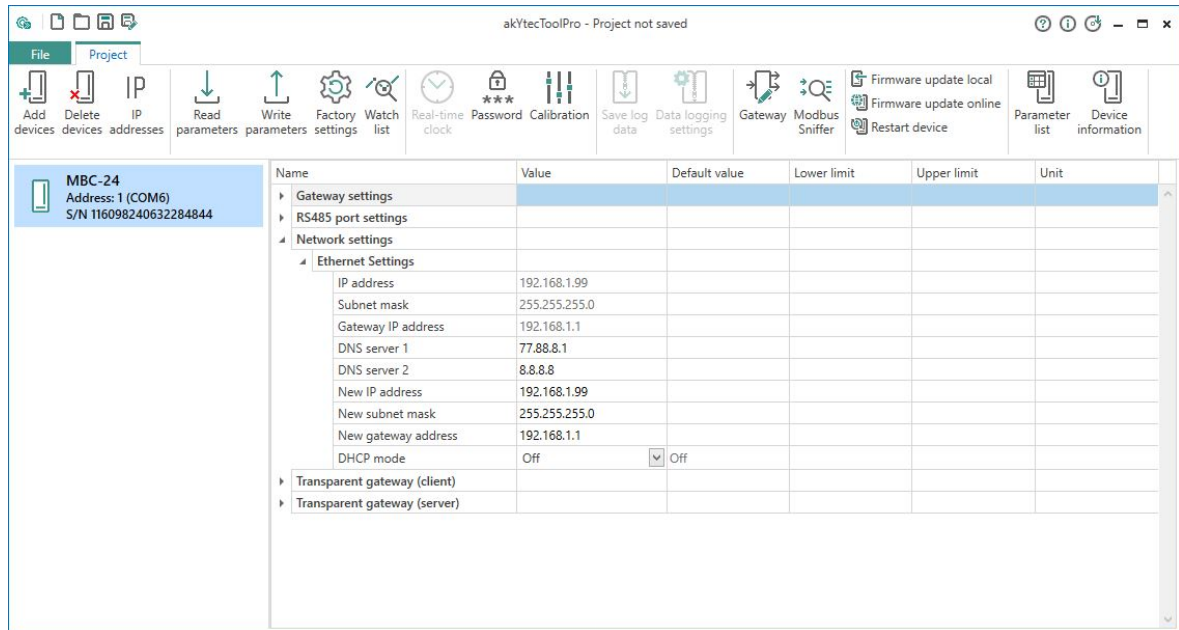 akYtecToolPro - Project not saved
File
Project
Add devices
Delete devices
IP addresses
Read parameters
Write parameters
Factory settings
Watch list
Real-time clock
Password
Calibration
Save log data
Data logging settings
Gateway
Modbus Sniffer
Firmware update local
Firmware update online
Restart device
Parameter list
Device information
MBC-24
Address: 1 (COM6)
S/N 116098240632284844
Name Value Default value Lower limit Upper limit Unit
Gateway settings
RS485 port settings
Network settings
Ethernet Settings
IP address 192.168.1.99
Subnet mask 255.255.255.0
Gateway IP address 192.168.1.1
DNS server 1 77.88.8.1
DNS server 2 8.8.8.8
New IP address 192.168.1.99
New subnet mask 255.255.255.0
New gateway address 192.168.1.1
DHCP mode Off Off
Transparent gateway (client)
Transparent gateway (server)